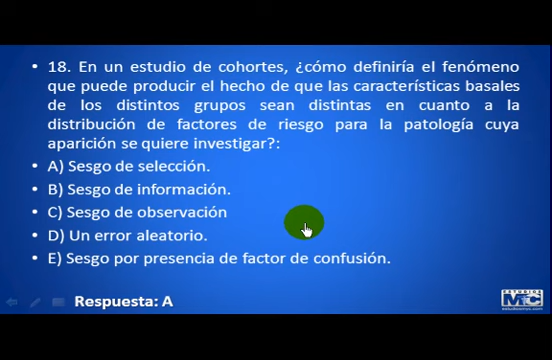 • 18. En un estudio de cohortes, ¿cómo definiría el fenómeno
que puede producir el hecho de que las características basales
de los distintos grupos sean distintas en cuanto a la
distribución de factores de riesgo para la patología cuya
aparición se quiere investigar?:
• A) Sesgo de selección.
• B) Sesgo de información.
• C) Sesgo de observación
• D) Un error aleatorio.
• E) Sesgo por presencia de factor de confusión.
Respuesta: A
ESTUDIOS
MyC